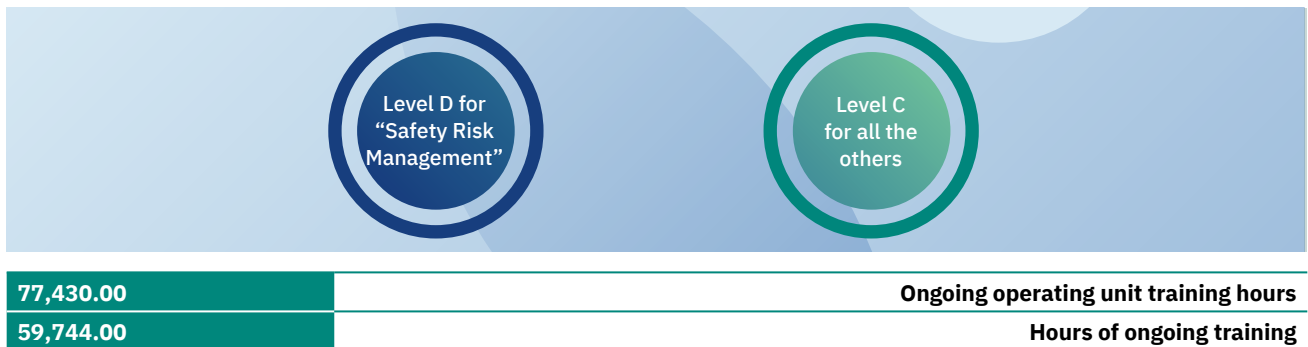 Level D for
“Safety Risk
Management”
Level C
for all the
others
77,430.00 Ongoing operating unit training hours
59,744.00 Hours of ongoing training